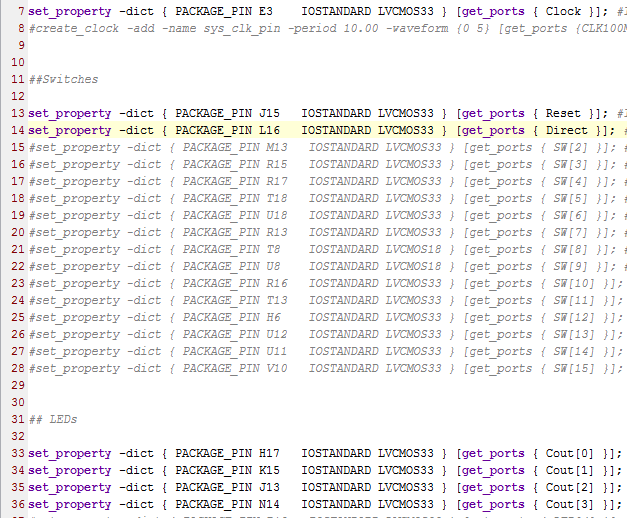 7 set_property -dict { PACKAGE_PIN E3 IOSTANDARD LVCMOS33 } [get_ports { Clock }]; #
8 #create_clock -add -name sys_clk_pin -period 10.00 -waveform {0 5} [get_ports {CLK100
9
10
11 ##Switches
12
13 set_property -dict { PACKAGE_PIN J15 IOSTANDARD LVCMOS33 } [get_ports { Reset }]; #
14 set_property -dict { PACKAGE_PIN L16 IOSTANDARD LVCMOS33 } [get_ports { Direct }]; #
15 #set_property -dict { PACKAGE_PIN M13 IOSTANDARD LVCMOS33 } [get_ports { SW[2] }]; #
16 #set_property -dict { PACKAGE_PIN R15 IOSTANDARD LVCMOS33 } [get_ports { SW[3] }]; #
17 #set_property -dict { PACKAGE_PIN R17 IOSTANDARD LVCMOS33 } [get_ports { SW[4] }]; #
18 #set_property -dict { PACKAGE_PIN T18 IOSTANDARD LVCMOS33 } [get_ports { SW[5] }]; #
19 #set_property -dict { PACKAGE_PIN U18 IOSTANDARD LVCMOS33 } [get_ports { SW[6] }]; #
20 #set_property -dict { PACKAGE_PIN R13 IOSTANDARD LVCMOS33 } [get_ports { SW[7] }]; #
21 #set_property -dict { PACKAGE_PIN T8 IOSTANDARD LVCMOS18 } [get_ports { SW[8] }]; #
22 #set_property -dict { PACKAGE_PIN U8 IOSTANDARD LVCMOS18 } [get_ports { SW[9] }]; #
23 #set_property -dict { PACKAGE_PIN R16 IOSTANDARD LVCMOS33 } [get_ports { SW[10] }];
24 #set_property -dict { PACKAGE_PIN T13 IOSTANDARD LVCMOS33 } [get_ports { SW[11] }];
25 #set_property -dict { PACKAGE_PIN H6 IOSTANDARD LVCMOS33 } [get_ports { SW[12] }];
26 #set_property -dict { PACKAGE_PIN U12 IOSTANDARD LVCMOS33 } [get_ports { SW[13] }];
27 #set_property -dict { PACKAGE_PIN U11 IOSTANDARD LVCMOS33 } [get_ports { SW[14] }];
28 #set_property -dict { PACKAGE_PIN V10 IOSTANDARD LVCMOS33 } [get_ports { SW[15] }];
29
30
31 ## LEDs
32
33 set_property -dict { PACKAGE_PIN H17 IOSTANDARD LVCMOS33 } [get_ports { Cout[0] }];
34 set_property -dict { PACKAGE_PIN K15 IOSTANDARD LVCMOS33 } [get_ports { Cout[1] }];
35 set_property -dict { PACKAGE_PIN J13 IOSTANDARD LVCMOS33 } [get_ports { Cout[2] }];
36 set_property -dict { PACKAGE_PIN N14 IOSTANDARD LVCMOS33 } [get_ports { Cout[3] }];